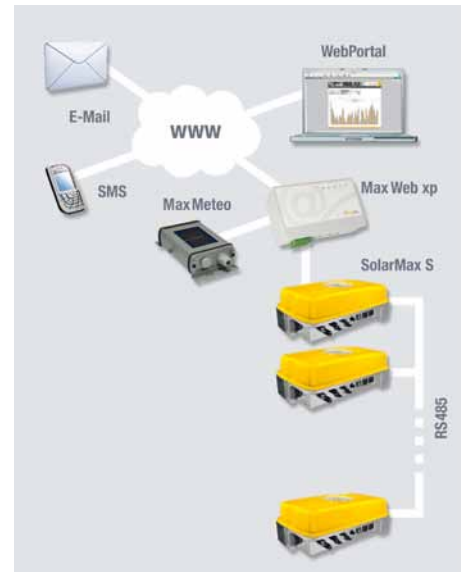 WebPortal
E-Mail
www
SMS
MaxMeteo
Max Web xp
SolarMax S
RS485